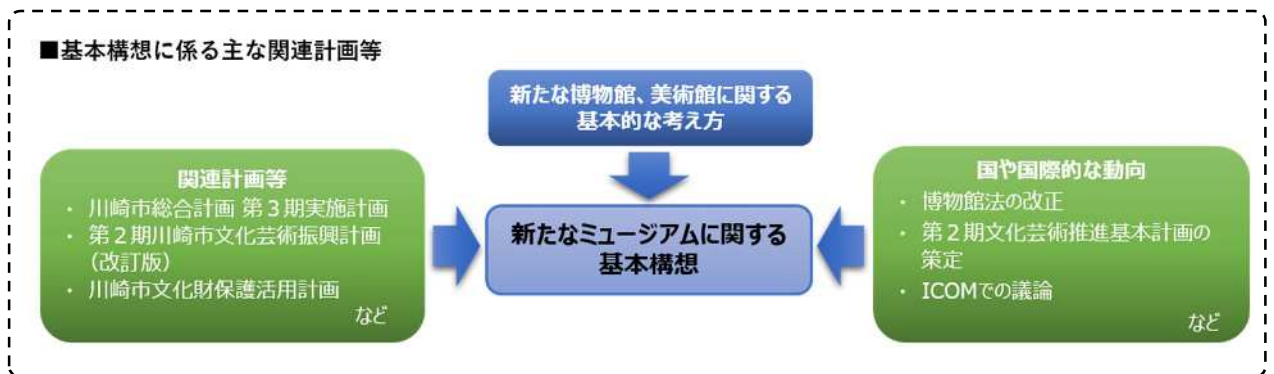 ■基本構想に係る主な関連計画等
新たな博物館、美術館に関する
基本的な考え方
関連計画等
・ 川崎市総合計画 第３期実施計画
・ 第２期川崎市文化芸術振興計画
（改訂版）
・ 川崎市文化財保護活用計画
など
新たなミュージアムに関する
基本構想
国や国際的な動向
・ 博物館法の改正
・ 第２期文化芸術推進基本計画の
策定
・ ICOMでの議論
など